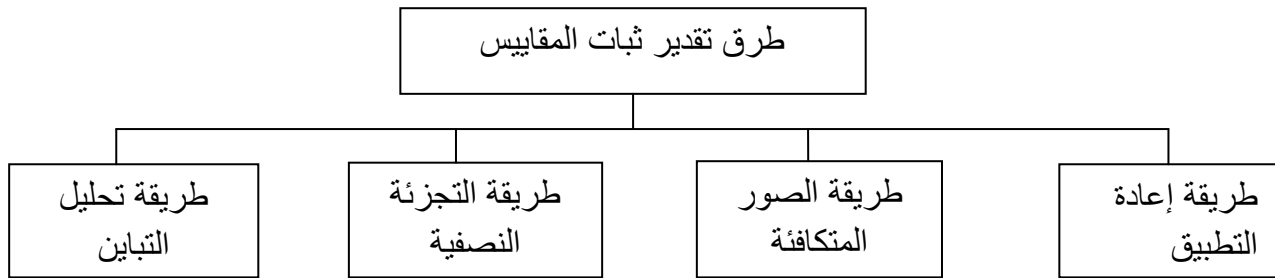 طرق تقدير ثبات المقاييس
طريقة إعادة
التطبيق
طريقة الصور
المتكافئة
طريقة التجزئة
النصفية
طريقة تحليل
التباين